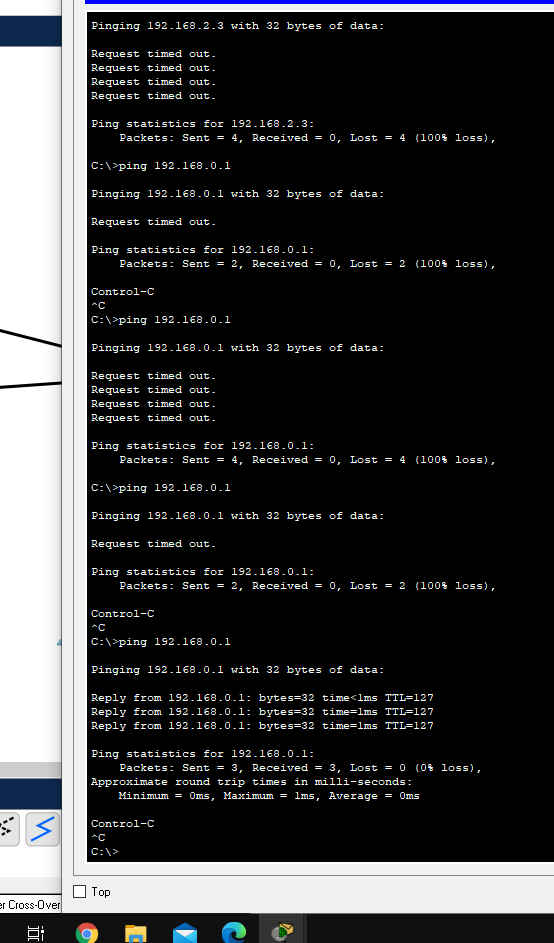 Pinging 192.168.2.3 with 32 bytes of data:
Request timed out.
Request timed out.
Request timed out.
Request timed out.
Ping statistics for 192.168.2.3:
Packets: Sent = 4, Received = 0, Lost = 4 (100% loss),
C:\>ping 192.168.0.1
Pinging 192.168.0.1 with 32 bytes of data:
Request timed out.
Ping statistics for 192.168.0.1:
Packets: Sent = 2, Received = 0, Lost = 2 (100% loss),
Control-C
^C
C:\>ping 192.168.0.1
Pinging 192.168.0.1 with 32 bytes of data:
Request timed out.
Request timed out.
Request timed out.
Request timed out.
Ping statistics for 192.168.0.1:
Packets: Sent = 4, Received = 0, Lost = 4 (100% loss),
C:\>ping 192.168.0.1
Pinging 192.168.0.1 with 32 bytes of data:
Request timed out.
Ping statistics for 192.168.0.1:
Packets: Sent = 2, Received = 0, Lost = 2 (100% loss),
Control-C
^C
C:\>ping 192.168.0.1
Pinging 192.168.0.1 with 32 bytes of data:
Reply from 192.168.0.1: bytes=32 time<1ms TTL=127
Reply from 192.168.0.1: bytes=32 time=1ms TTL=127
Reply from 192.168.0.1: bytes=32 time=1ms TTL=127
Ping statistics for 192.168.0.1:
Packets: Sent = 3, Received = 3, Lost = 0 (0% loss),
Approximate round trip times in milli-seconds:
Minimum = 0ms, Maximum = 1ms, Average = 0ms
Control-C
^C
C:\>
Top
er Cross-Over